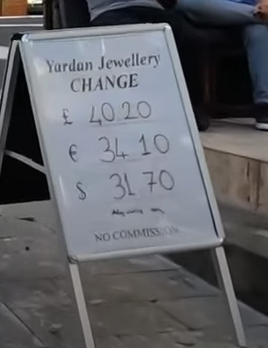 Yardan Jewellery
CHANGE
£ 40.20
€ 34.10
$ 31.70
NO COMMISSION